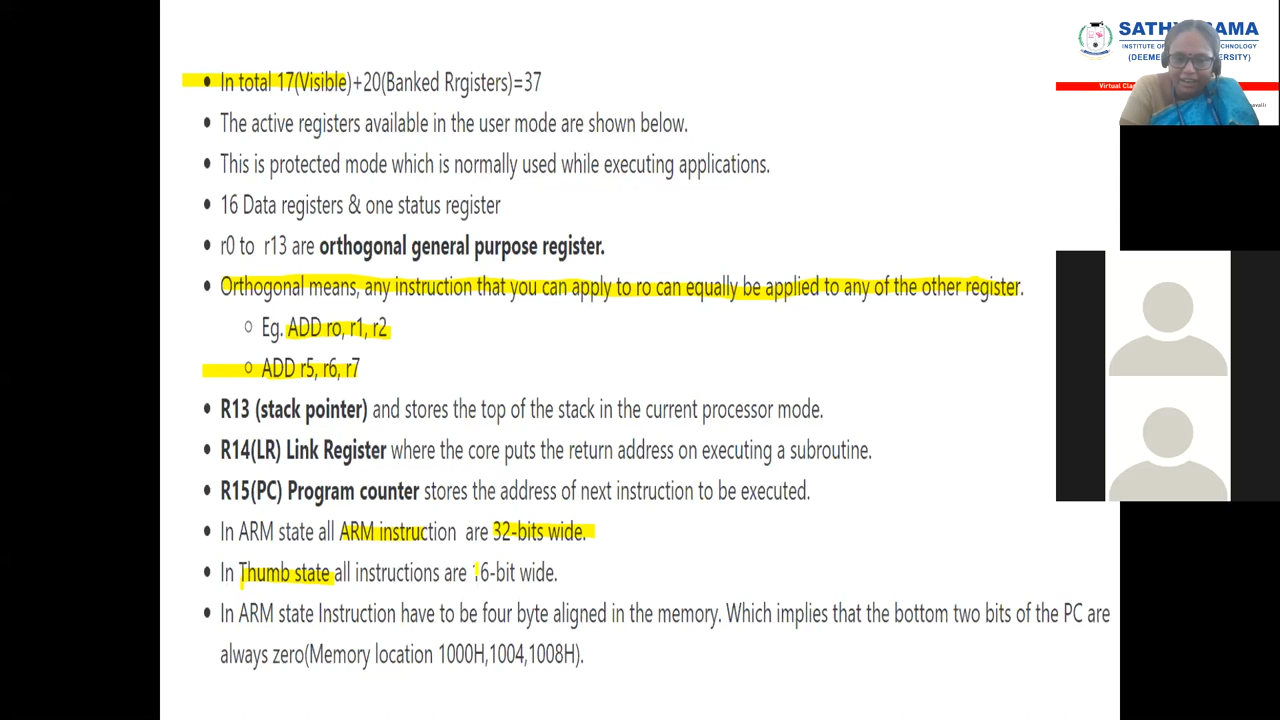 • In total 17(Visible)+20(Banked Rrgisters)=37
• The active registers available in the user mode are shown below.
• This is protected mode which is normally used while executing applications.
• 16 Data registers & one status register
• r0 to r13 are orthogonal general purpose register.
• Orthogonal means, any instruction that you can apply to ro can equally be applied to any of the other register.
○ Eg. ADD ro, r1, r2
○ ADD r5, r6, r7
• R13 (stack pointer) and stores the top of the stack in the current processor mode.
• R14(LR) Link Register where the core puts the return address on executing a subroutine.
• R15(PC) Program counter stores the address of next instruction to be executed.
• In ARM state all ARM instruction are 32-bits wide.
• In Thumb state all instructions are 16-bit wide.
• In ARM state Instruction have to be four byte aligned in the memory. Which implies that the bottom two bits of the PC are
always zero(Memory location 1000H,1004,1008H).
INSTITUTE OF
(DEEME
Virtual